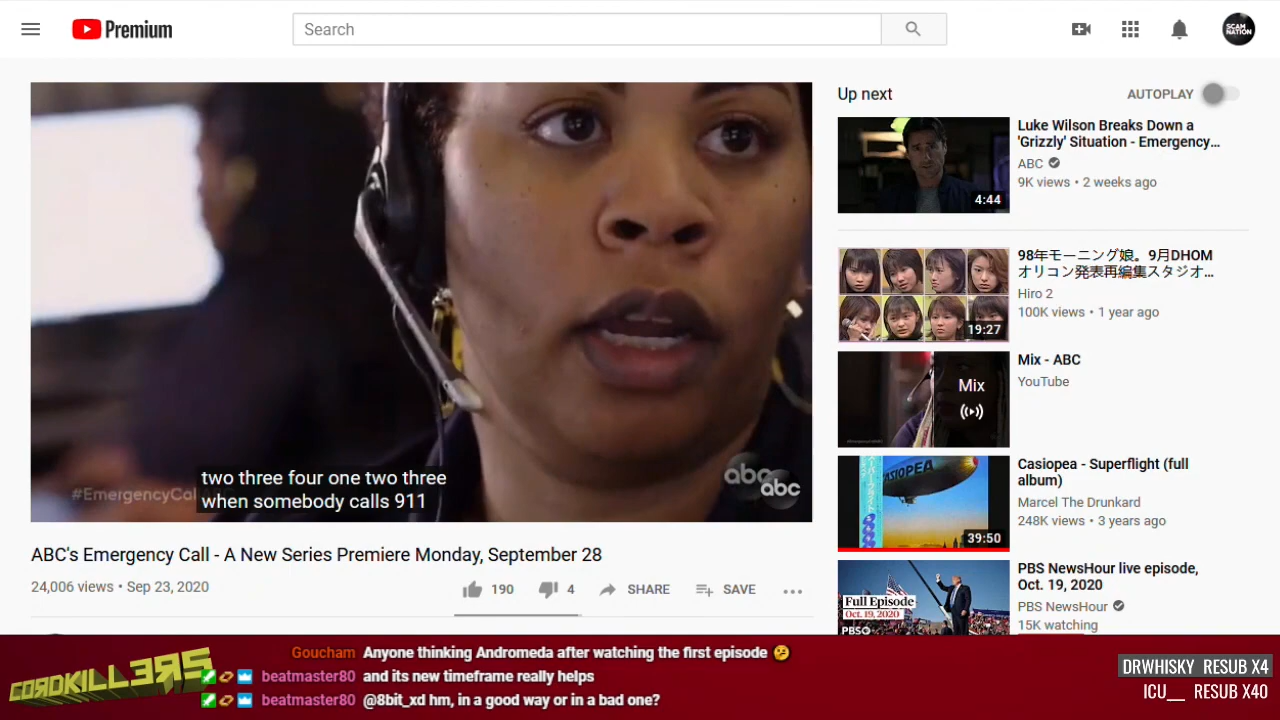 Premium
Search
SCAM
NATION
two three four one two three
when somebody calls 911
#EmergencyCal
abc
abc
ABC's Emergency Call - A New Series Premiere Monday, September 28
24,006 views • Sep 23, 2020
190
4
SHARE
SAVE
Up next
AUTOPLAY
4:44
Luke Wilson Breaks Down a
'Grizzly' Situation - Emergency...
ABC
9K views • 2 weeks ago
19:27
98年モーニング娘。9月DHOM
オリコン発表再編集スタジオ...
Hiro 2
100K views • 1 year ago
Mix
Mix - ABC
YouTube
CASIOPEA
39:50
Casiopea - Superflight (full
album)
Marcel The Drunkard
248K views • 3 years ago
Full Episode
Oct. 19, 2020
PBS
PBS NewsHour live episode,
Oct. 19, 2020
PBS NewsHour
15K watching
CORDKILLERS
Goucham Anyone thinking Andromeda after watching the first episode 🤔
beatmaster80 and its new timeframe really helps
beatmaster80 @8bit_xd hm, in a good way or in a bad one?
DRWHISKY RESUB X4
ICU__ RESUB X40